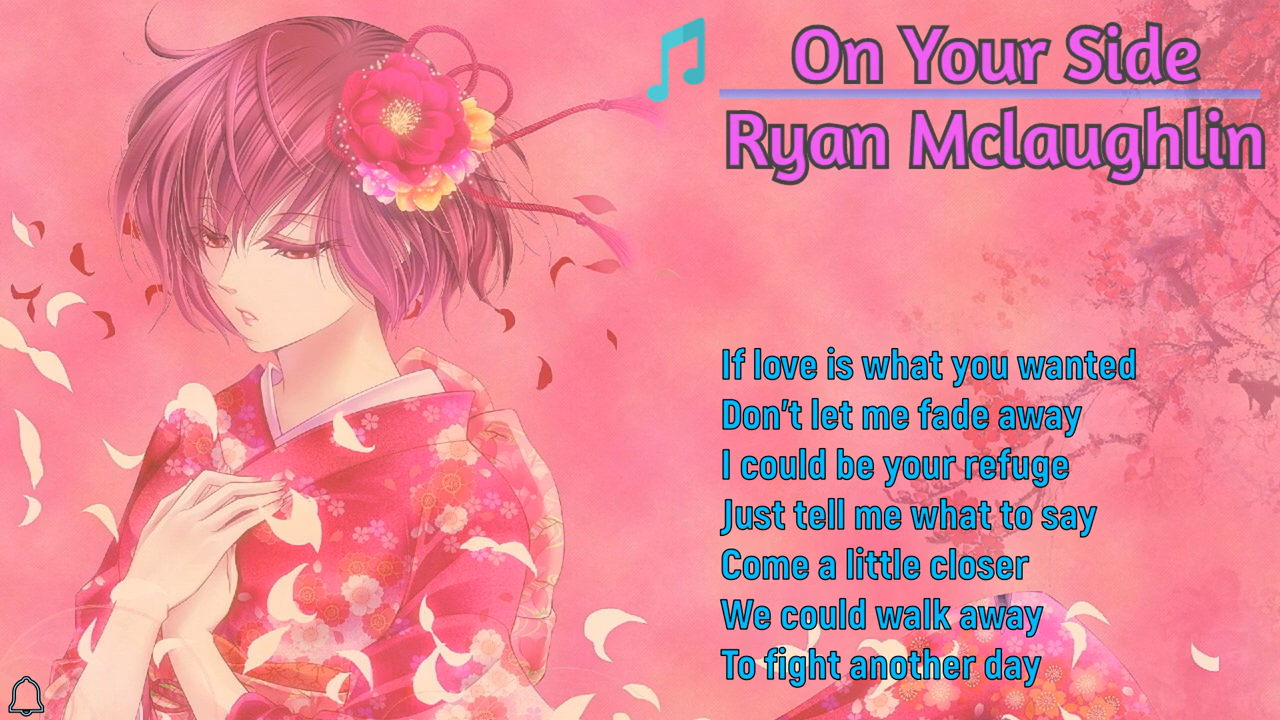 On Your Side
Ryan Mclaughlin
If love is what you wanted
Don't let me fade away
I could be your refuge
Just tell me what to say
Come a little closer
We could walk away
To fight another day